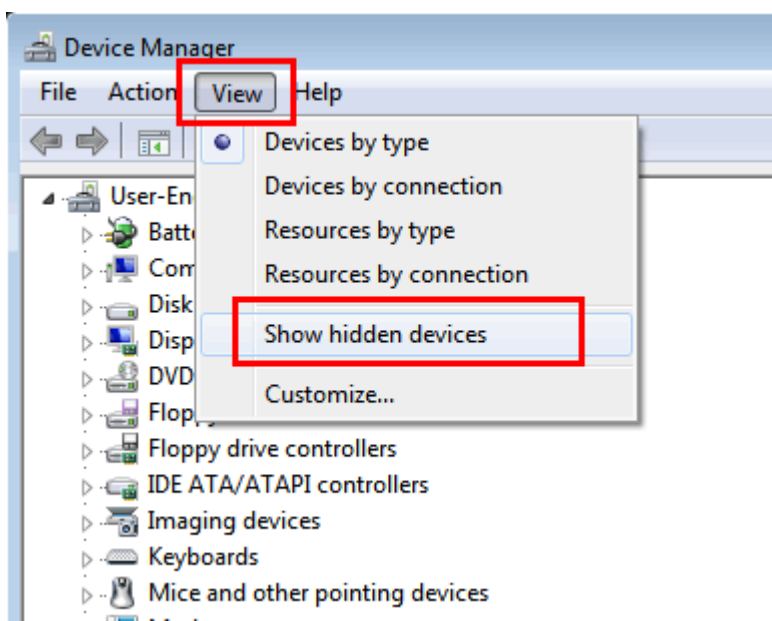 Device Manager
File Action View Help
Devices by type
Devices by connection
Resources by type
Resources by connection
Show hidden devices
Customize...
User-En
Batt
Com
Disk
Disp
DVD
Flop
Floppy drive controllers
IDE ATA/ATAPI controllers
Imaging devices
Keyboards
Mice and other pointing devices